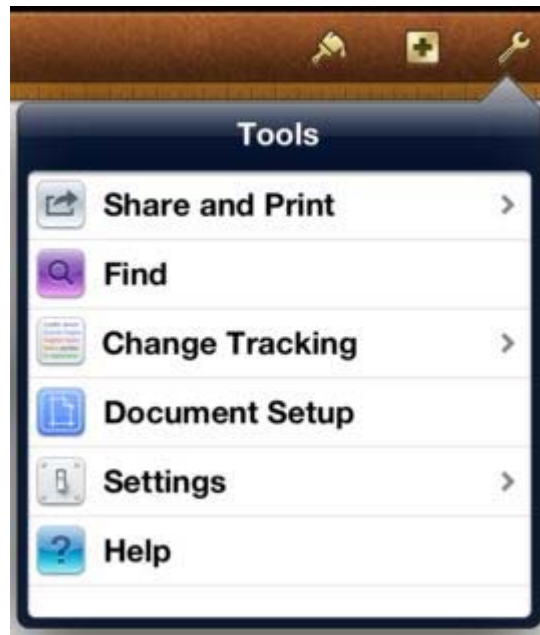 Tools
Share and Print
Find
Change Tracking
Document Setup
Settings
Help